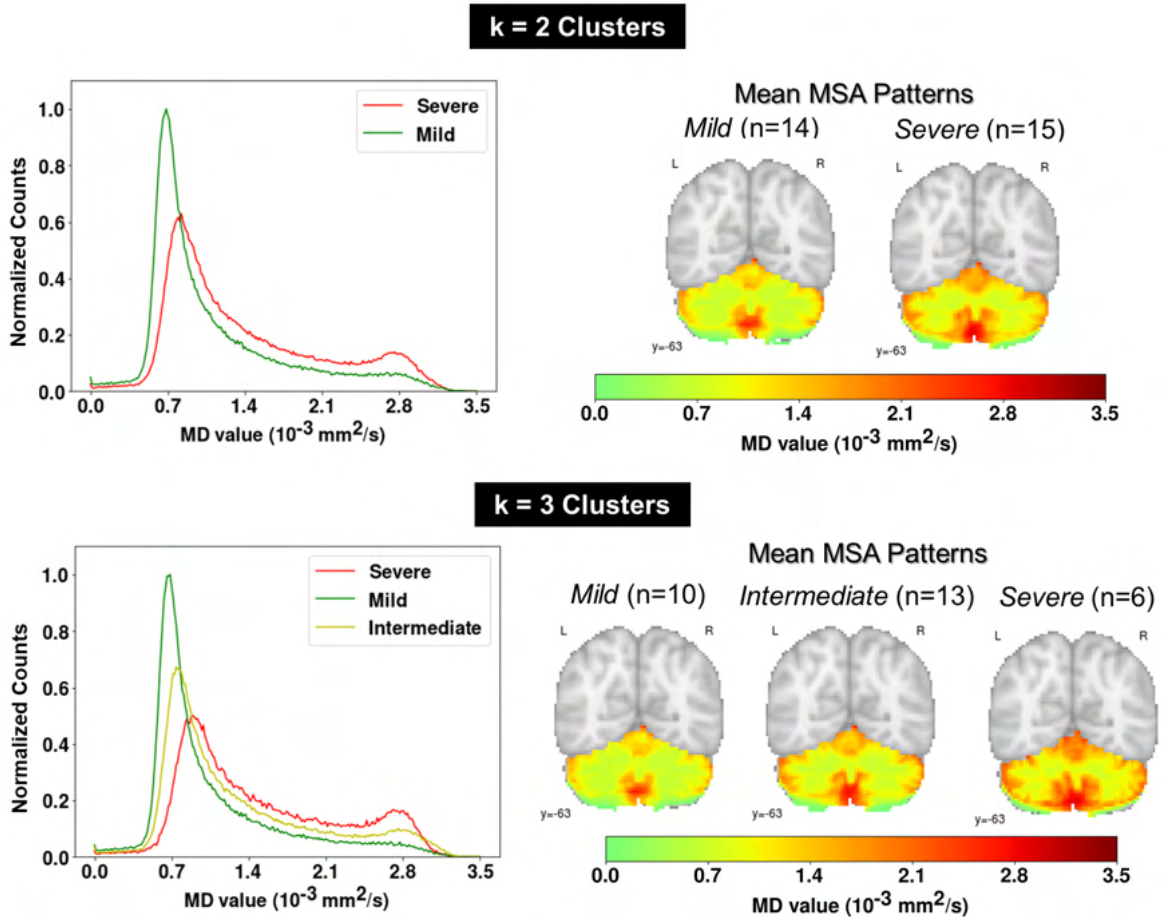 k = 2 Clusters
Normalized Counts
1.0
0.8
0.6
0.4
0.2
0.0
Severe
Mild
0.0 0.7 1.4 2.1 2.8 3.5
MD value (10⁻³ mm²/s)
Mean MSA Patterns
Mild (n=14) Severe (n=15)
L R L R
y=-63 y=-63
0.0 0.7 1.4 2.1 2.8 3.5
MD value (10⁻³ mm²/s)
k = 3 Clusters
Normalized Counts
1.0
0.8
0.6
0.4
0.2
0.0
Severe
Mild
Intermediate
0.0 0.7 1.4 2.1 2.8 3.5
MD value (10⁻³ mm²/s)
Mean MSA Patterns
Mild (n=10) Intermediate (n=13) Severe (n=6)
L R L R L R
y=-63 y=-63 y=-63
0.0 0.7 1.4 2.1 2.8 3.5
MD value (10⁻³ mm²/s)